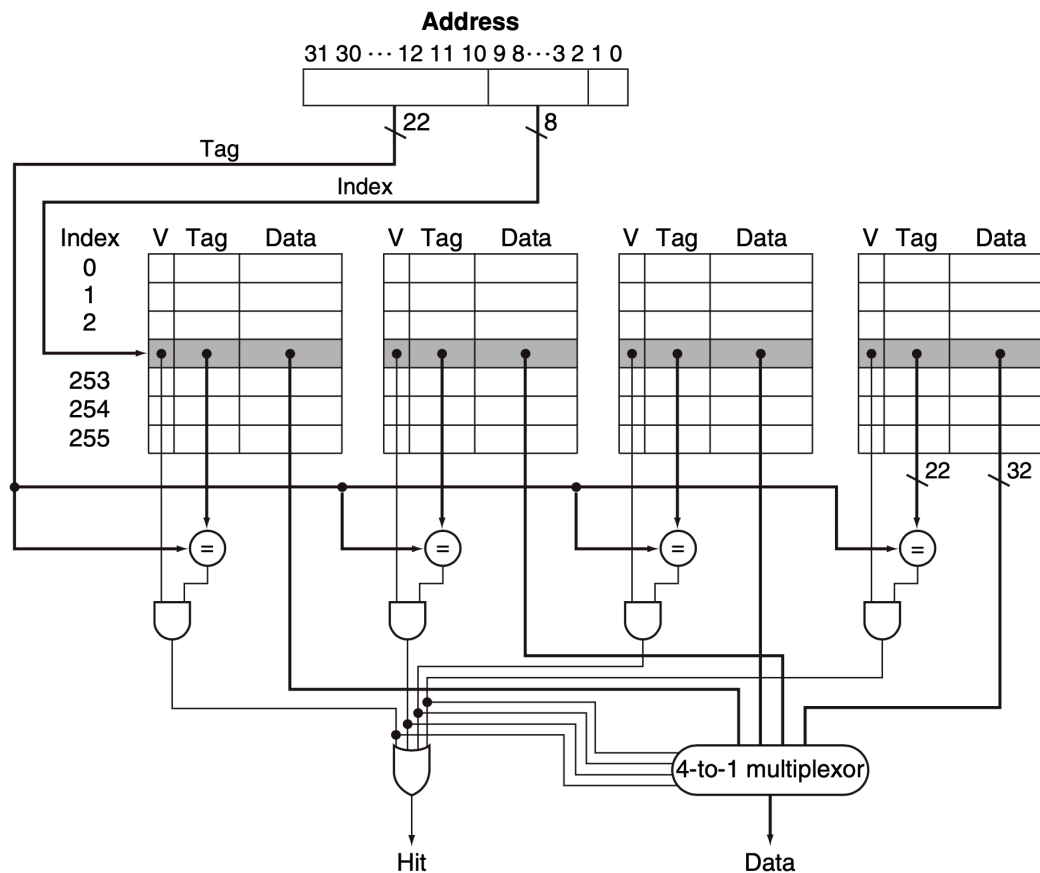 Address
31 30 ··· 12 11 10 9 8···3 2 1 0
22
8
Tag
Index
Index V Tag Data V Tag Data V Tag Data V Tag Data
0
1
2
253
254
255
22 32
= = = =
4-to-1 multiplexor
Hit Data